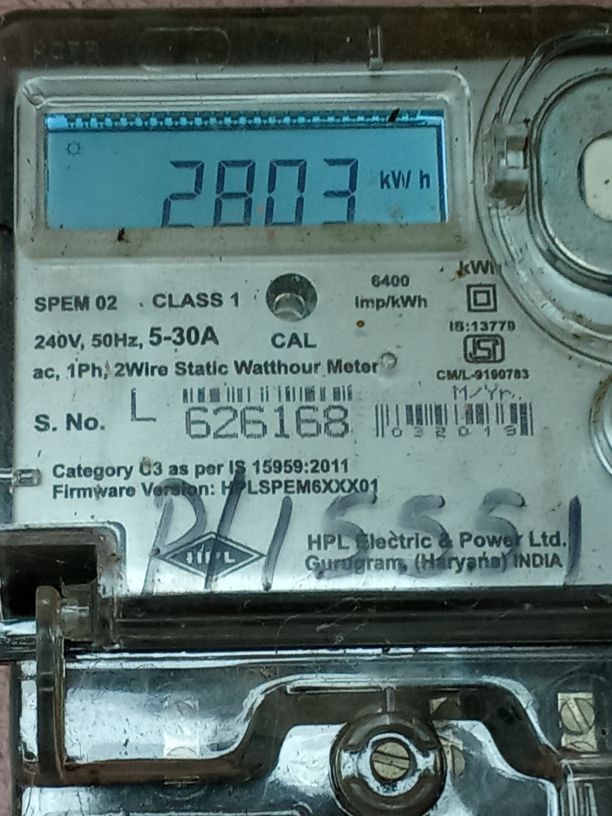 2803 kWh
6400
Imp/kWh
kWh
SPEM 02 . CLASS 1
IS:13779
240V, 50Hz, 5-30A
CAL
ac, 1Ph, 2Wire Static Watthour Meter
CM/L-9190783
M/Yr.
S. No. L 626168
032019
Category C3 as per IS 15959:2011
Firmware Version: HPLSPEM6XXX01
HPL
HPL Electric & Power Ltd.
Gurugram, (Haryana) INDIA